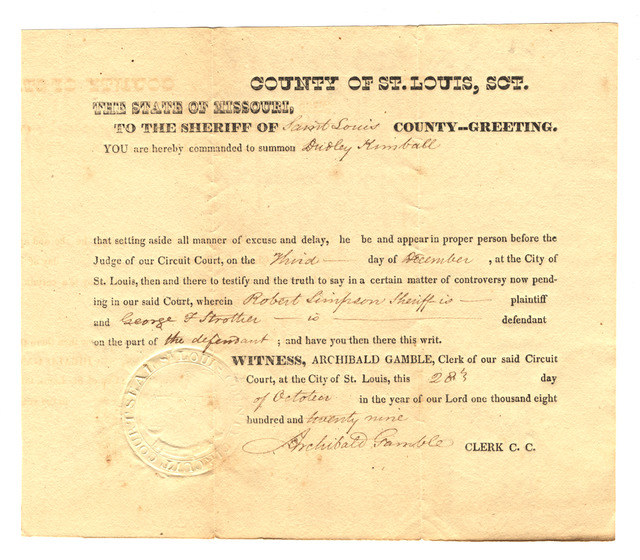 COUNTY OF ST. LOUIS, SCT.
THE STATE OF MISSOURI,
TO THE SHERIFF OF Saint Louis COUNTY--GREETING.
YOU are hereby commanded to summon Dudley Kimball
that setting aside all manner of excuse and delay, he be and appear in proper person before the
Judge of our Circuit Court, on the Third day of December, at the City of
St. Louis, then and there to testify and the truth to say in a certain matter of controversy now pend-
ing in our said Court, wherein Robert Simpson Sheriff is — plaintiff
and George F Strother — is — defendant
on the part of the defendant ; and have you then there this writ.
WITNESS, ARCHIBALD GAMBLE, Clerk of our said Circuit
Court, at the City of St. Louis, this 28th day
of October in the year of our Lord one thousand eight
hundred and twenty nine
Archibald Gamble CLERK C. C.
SEAL ST LOUIS